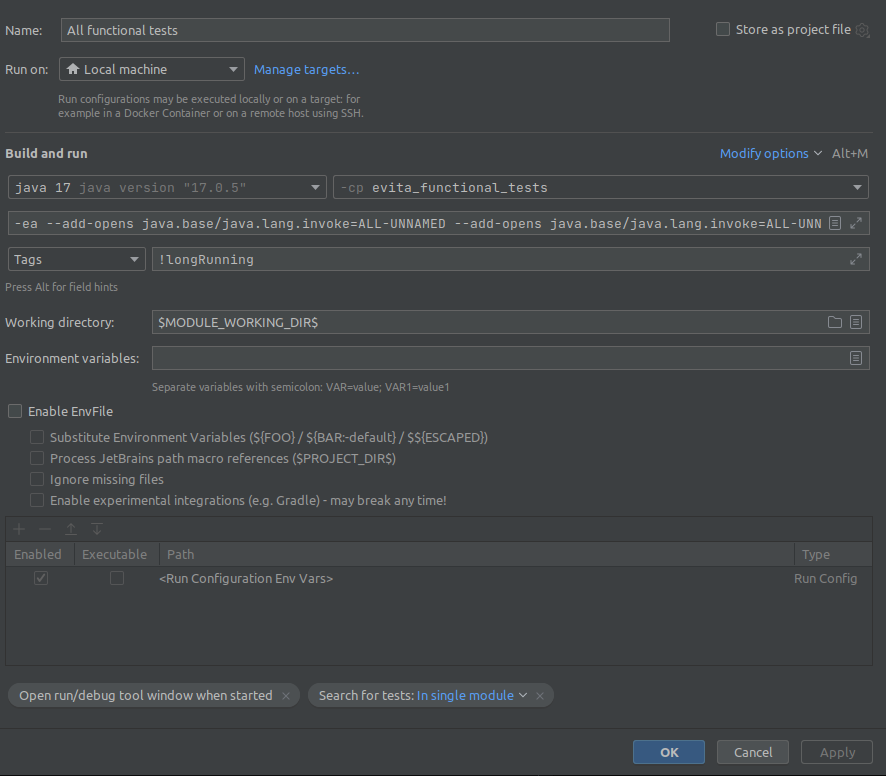 Name: All functional tests Store as project file
Run on: Local machine Manage targets...
Run configurations may be executed locally or on a target: for
example in a Docker Container or on a remote host using SSH.
Build and run Modify options Alt+M
java 17 java version "17.0.5" -cp evita_functional_tests
-ea --add-opens java.base/java.lang.invoke=ALL-UNNAMED --add-opens java.base/java.lang.invoke=ALL-UNN
Tags !longRunning
Press Alt for field hints
Working directory: $MODULE_WORKING_DIR$
Environment variables:
Separate variables with semicolon: VAR=value; VAR1=value1
Enable EnvFile
Substitute Environment Variables (${FOO} / ${BAR:-default} / $${ESCAPED})
Process JetBrains path macro references ($PROJECT_DIR$)
Ignore missing files
Enable experimental integrations (e.g. Gradle) - may break any time!
Enabled Executable Path Type
<Run Configuration Env Vars> Run Config
Open run/debug tool window when started × Search for tests: In single module ×
OK Cancel Apply